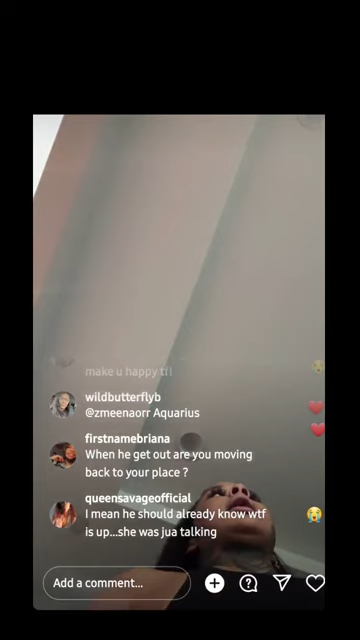 make u happy tfl
wildbutterflyb
@zmeenaorr Aquarius
firstnamebriana
When he get out are you moving
back to your place ?
queensavageofficial
I mean he should already know wtf
is up...she was jua talking
Add a comment...